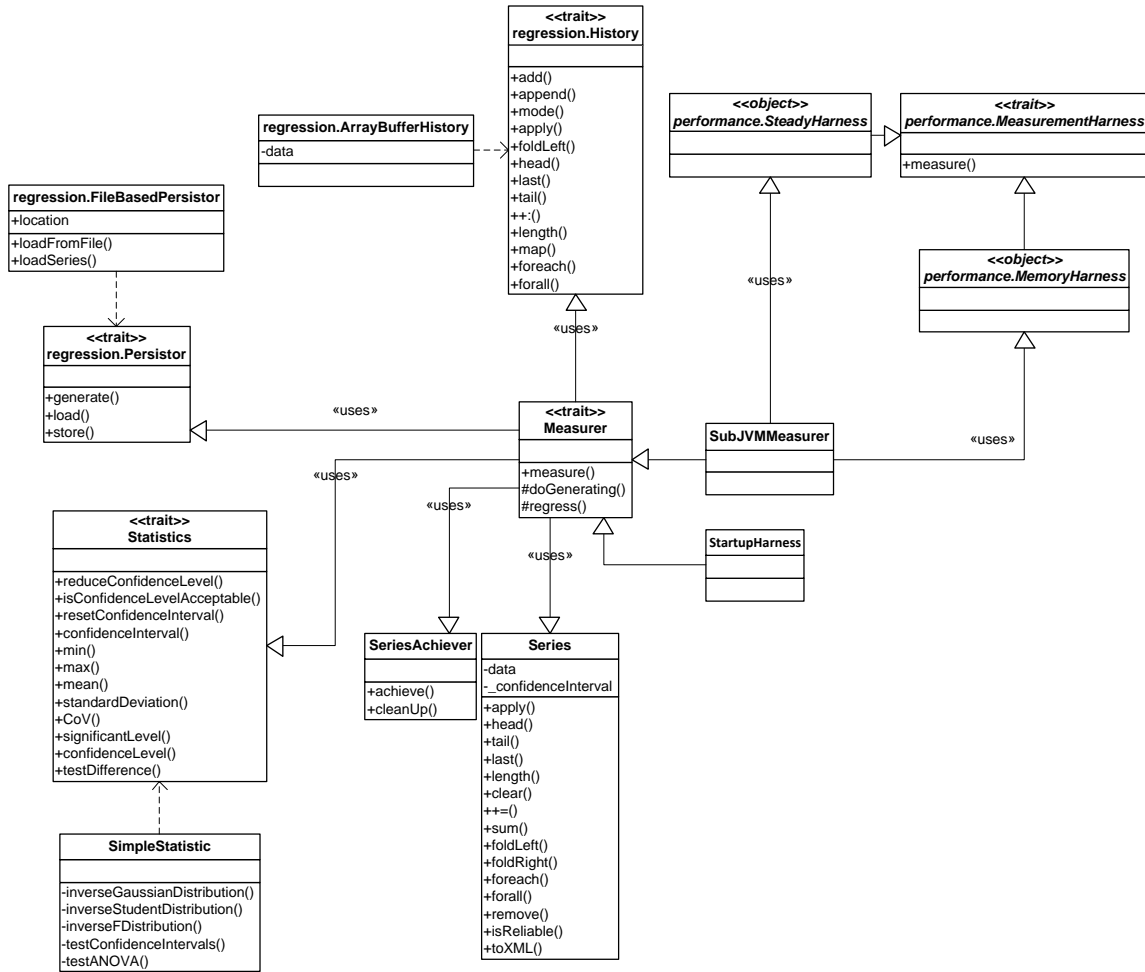 <<trait>>
regression.History
+add()
+append()
+mode()
+apply()
+foldLeft()
+head()
+last()
+tail()
++:()
+length()
+map()
+foreach()
+forall()
regression.ArrayBufferHistory
-data
<<object>>
performance.SteadyHarness
<<trait>>
performance.MeasurementHarness
+measure()
regression.FileBasedPersistor
+location
+loadFromFile()
+loadSeries()
<<object>>
performance.MemoryHarness
«uses»
«uses»
<<trait>>
regression.Persistor
+generate()
+load()
+store()
«uses»
<<trait>>
Measurer
+measure()
#doGenerating()
#regress()
SubJVMMeasurer
«uses»
«uses»
«uses»
«uses»
StartupHarness
<<trait>>
Statistics
+reduceConfidenceLevel()
+isConfidenceLevelAcceptable()
+resetConfidenceInterval()
+confidenceInterval()
+min()
+max()
+mean()
+standardDeviation()
+CoV()
+significantLevel()
+confidenceLevel()
+testDifference()
SeriesAchiever
+achieve()
+cleanUp()
Series
-data
-_confidenceInterval
+apply()
+head()
+tail()
+last()
+length()
+clear()
++=()
+sum()
+foldLeft()
+foldRight()
+foreach()
+forall()
+remove()
+isReliable()
+toXML()
SimpleStatistic
-inverseGaussianDistribution()
-inverseStudentDistribution()
-inverseFDistribution()
-testConfidenceIntervals()
-testANOVA()